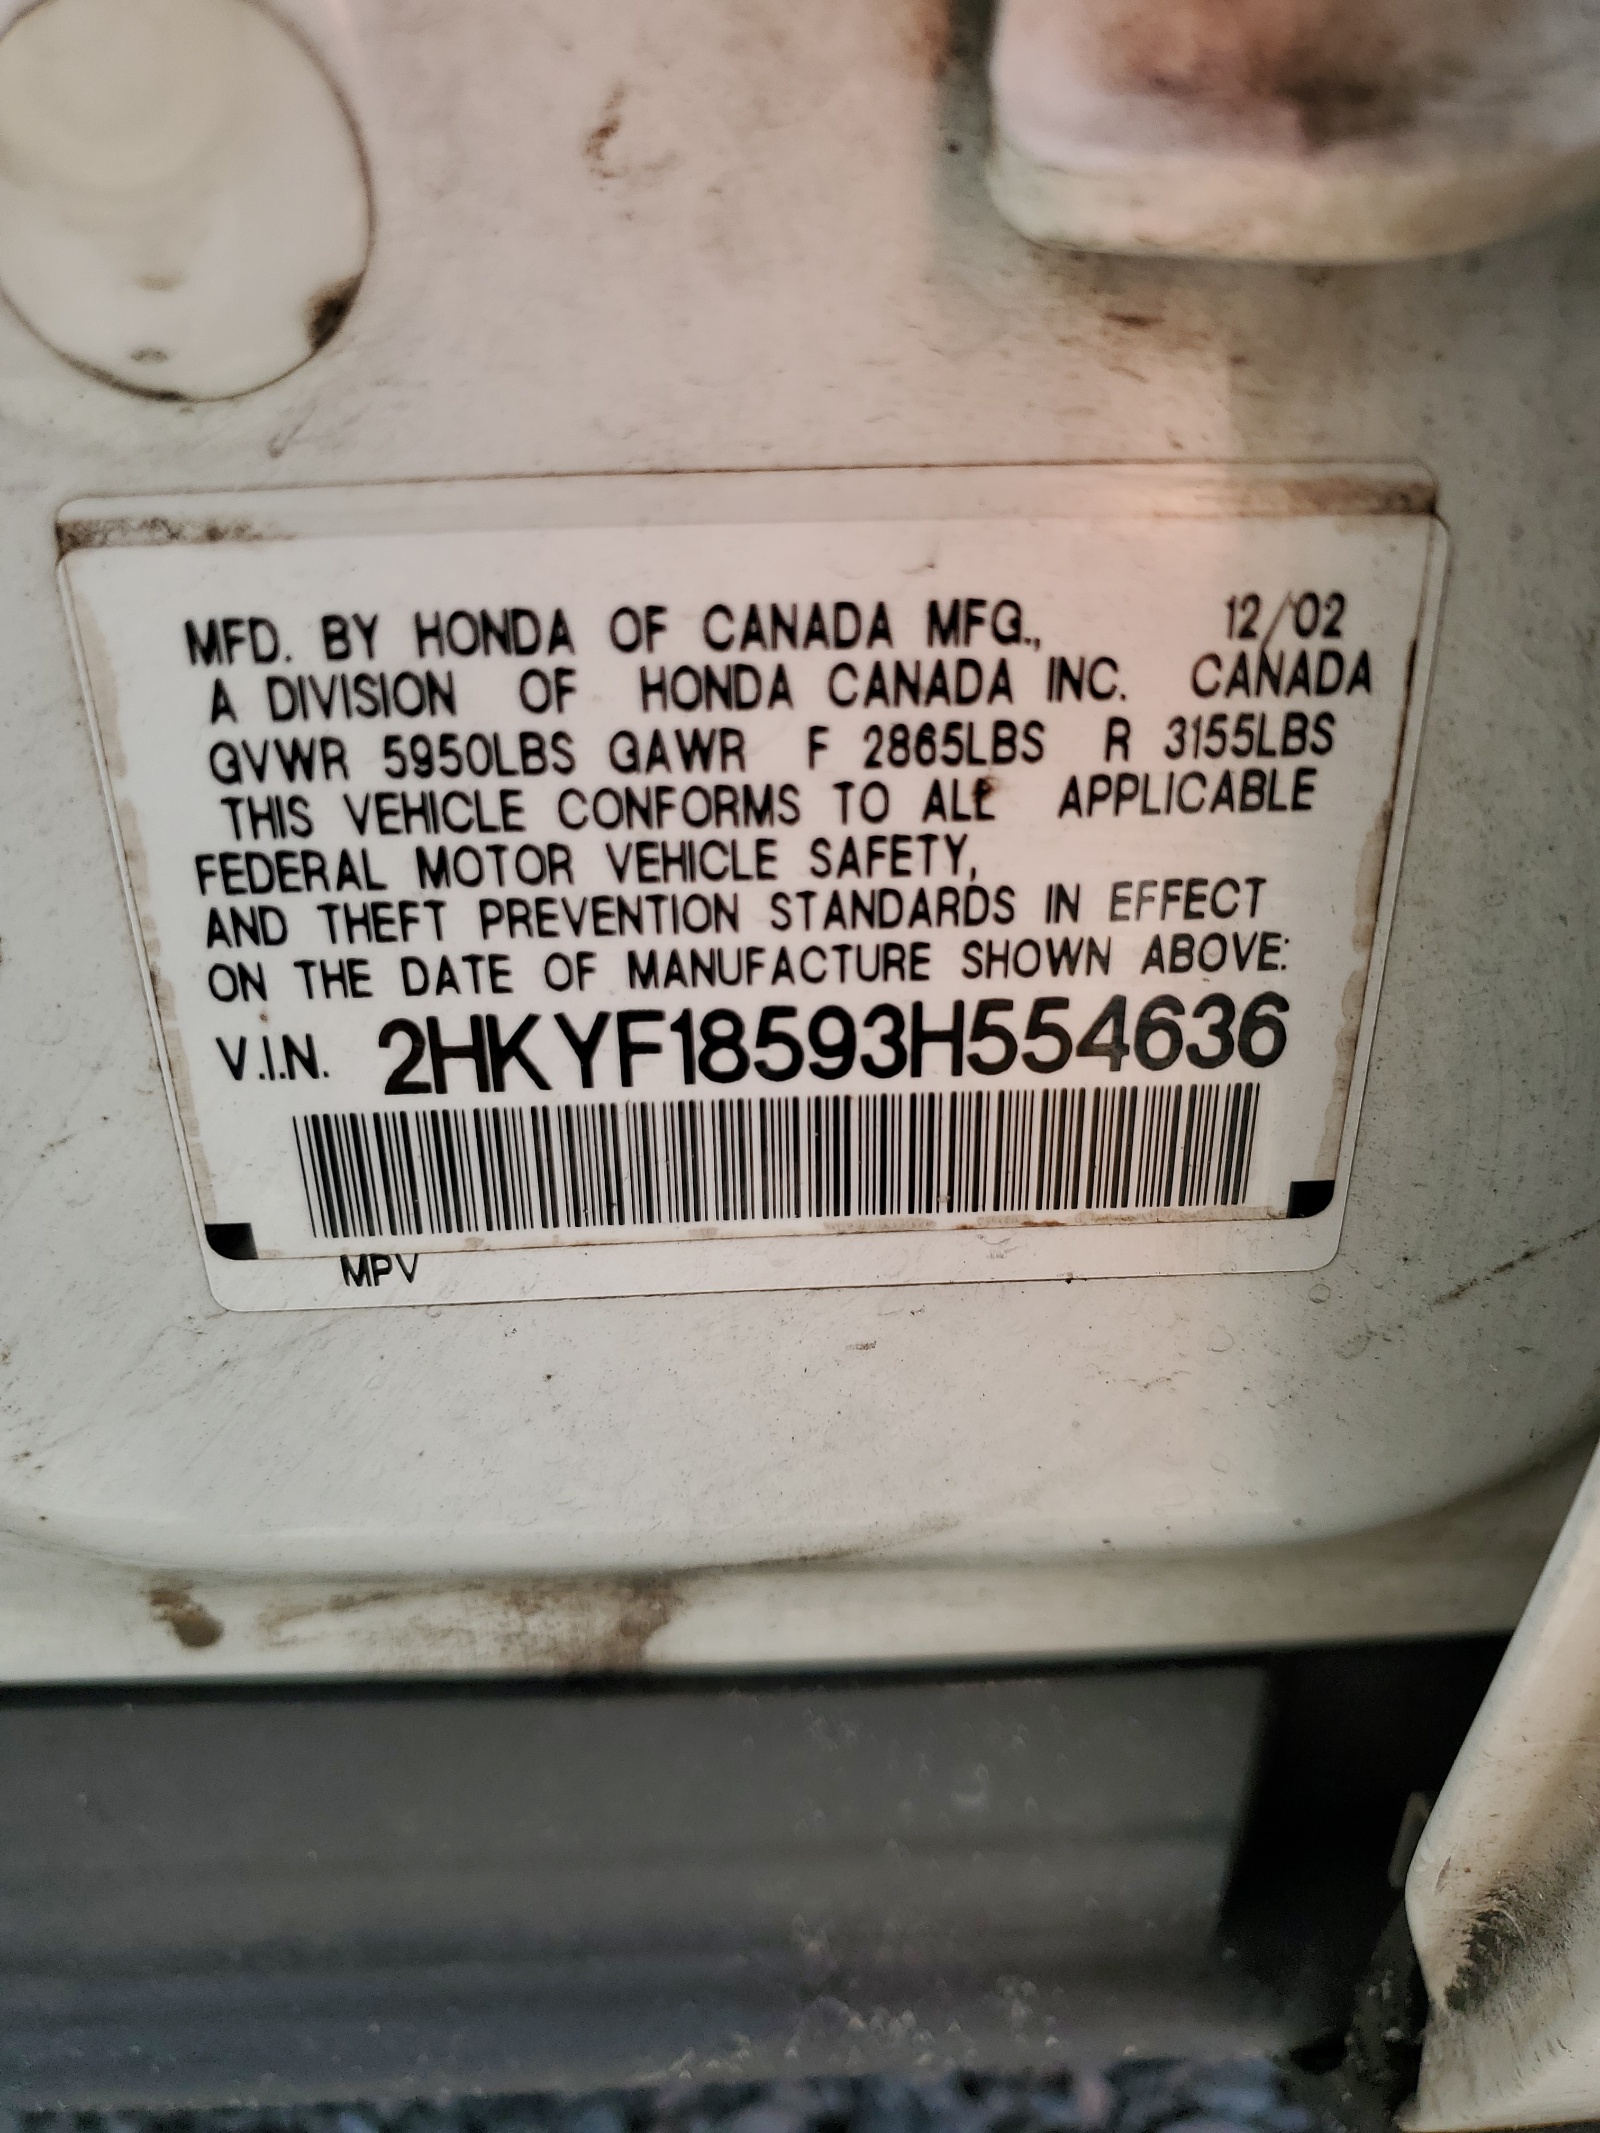 MFD. BY HONDA OF CANADA MFG., 12/02
A DIVISION OF HONDA CANADA INC. CANADA
GVWR 5950LBS GAWR F 2865LBS R 3155LBS
THIS VEHICLE CONFORMS TO ALL APPLICABLE
FEDERAL MOTOR VEHICLE SAFETY,
AND THEFT PREVENTION STANDARDS IN EFFECT
ON THE DATE OF MANUFACTURE SHOWN ABOVE:
V.I.N. 2HKYF18593H554636
MPV